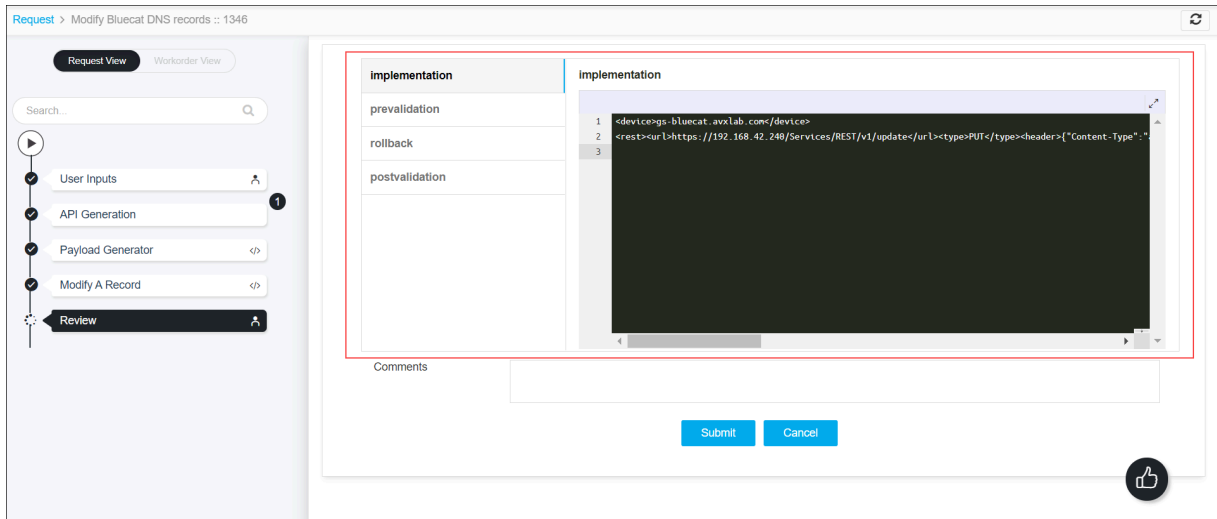 Request > Modify Bluecat DNS records :: 1346
Request View
Workorder View
Search...
User Inputs
1
API Generation
Payload Generator
</>
Modify A Record
</>
Review
implementation
prevalidation
rollback
postvalidation
implementation
1 <device>gs-bluecat.avxlab.com</device>
2 <rest><url>https://192.168.42.240/Services/REST/v1/update</url><type>PUT</type><header>{"Content-Type":"
3
Comments
Submit
Cancel